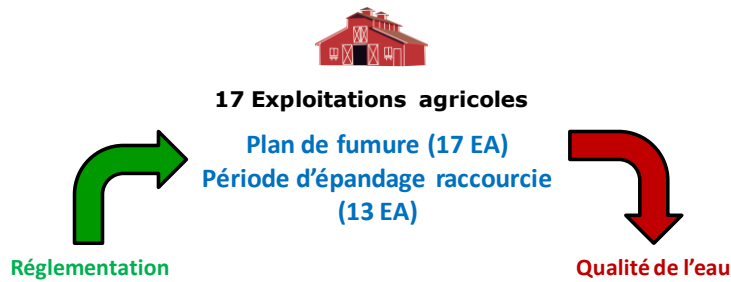 17 Exploitations agricoles
Plan de fumure (17 EA)
Période d'épandage raccourcie
(13 EA)
Réglementation
Qualité de l'eau